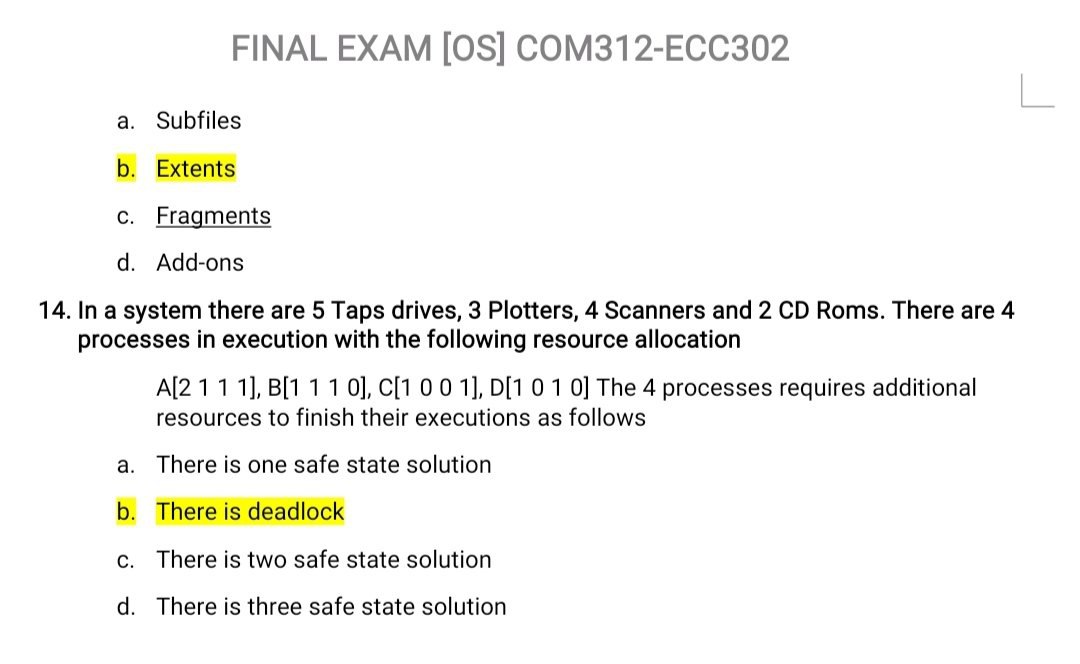 FINAL EXAM [OS] COM312-ECC302
a. Subfiles
b. Extents
c. Fragments
d. Add-ons
14. In a system there are 5 Taps drives, 3 Plotters, 4 Scanners and 2 CD Roms. There are 4
processes in execution with the following resource allocation
A[2 1 1 1], B[1 1 1 0], C[1 0 0 1], D[1 0 1 0] The 4 processes requires additional
resources to finish their executions as follows
a. There is one safe state solution
b. There is deadlock
c. There is two safe state solution
d. There is three safe state solution